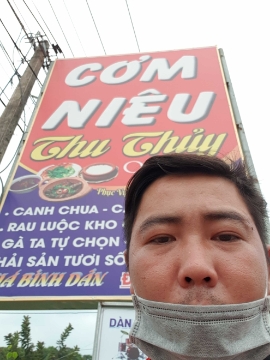 CƠM
NIÊU
Thu Thủy
- CANH CHUA - C
- RAU LUỘC KHO
- GÀ TA TỰ CHỌN
HẢI SẢN TƯƠI SỐ
BÌNH DÂN
DÀN